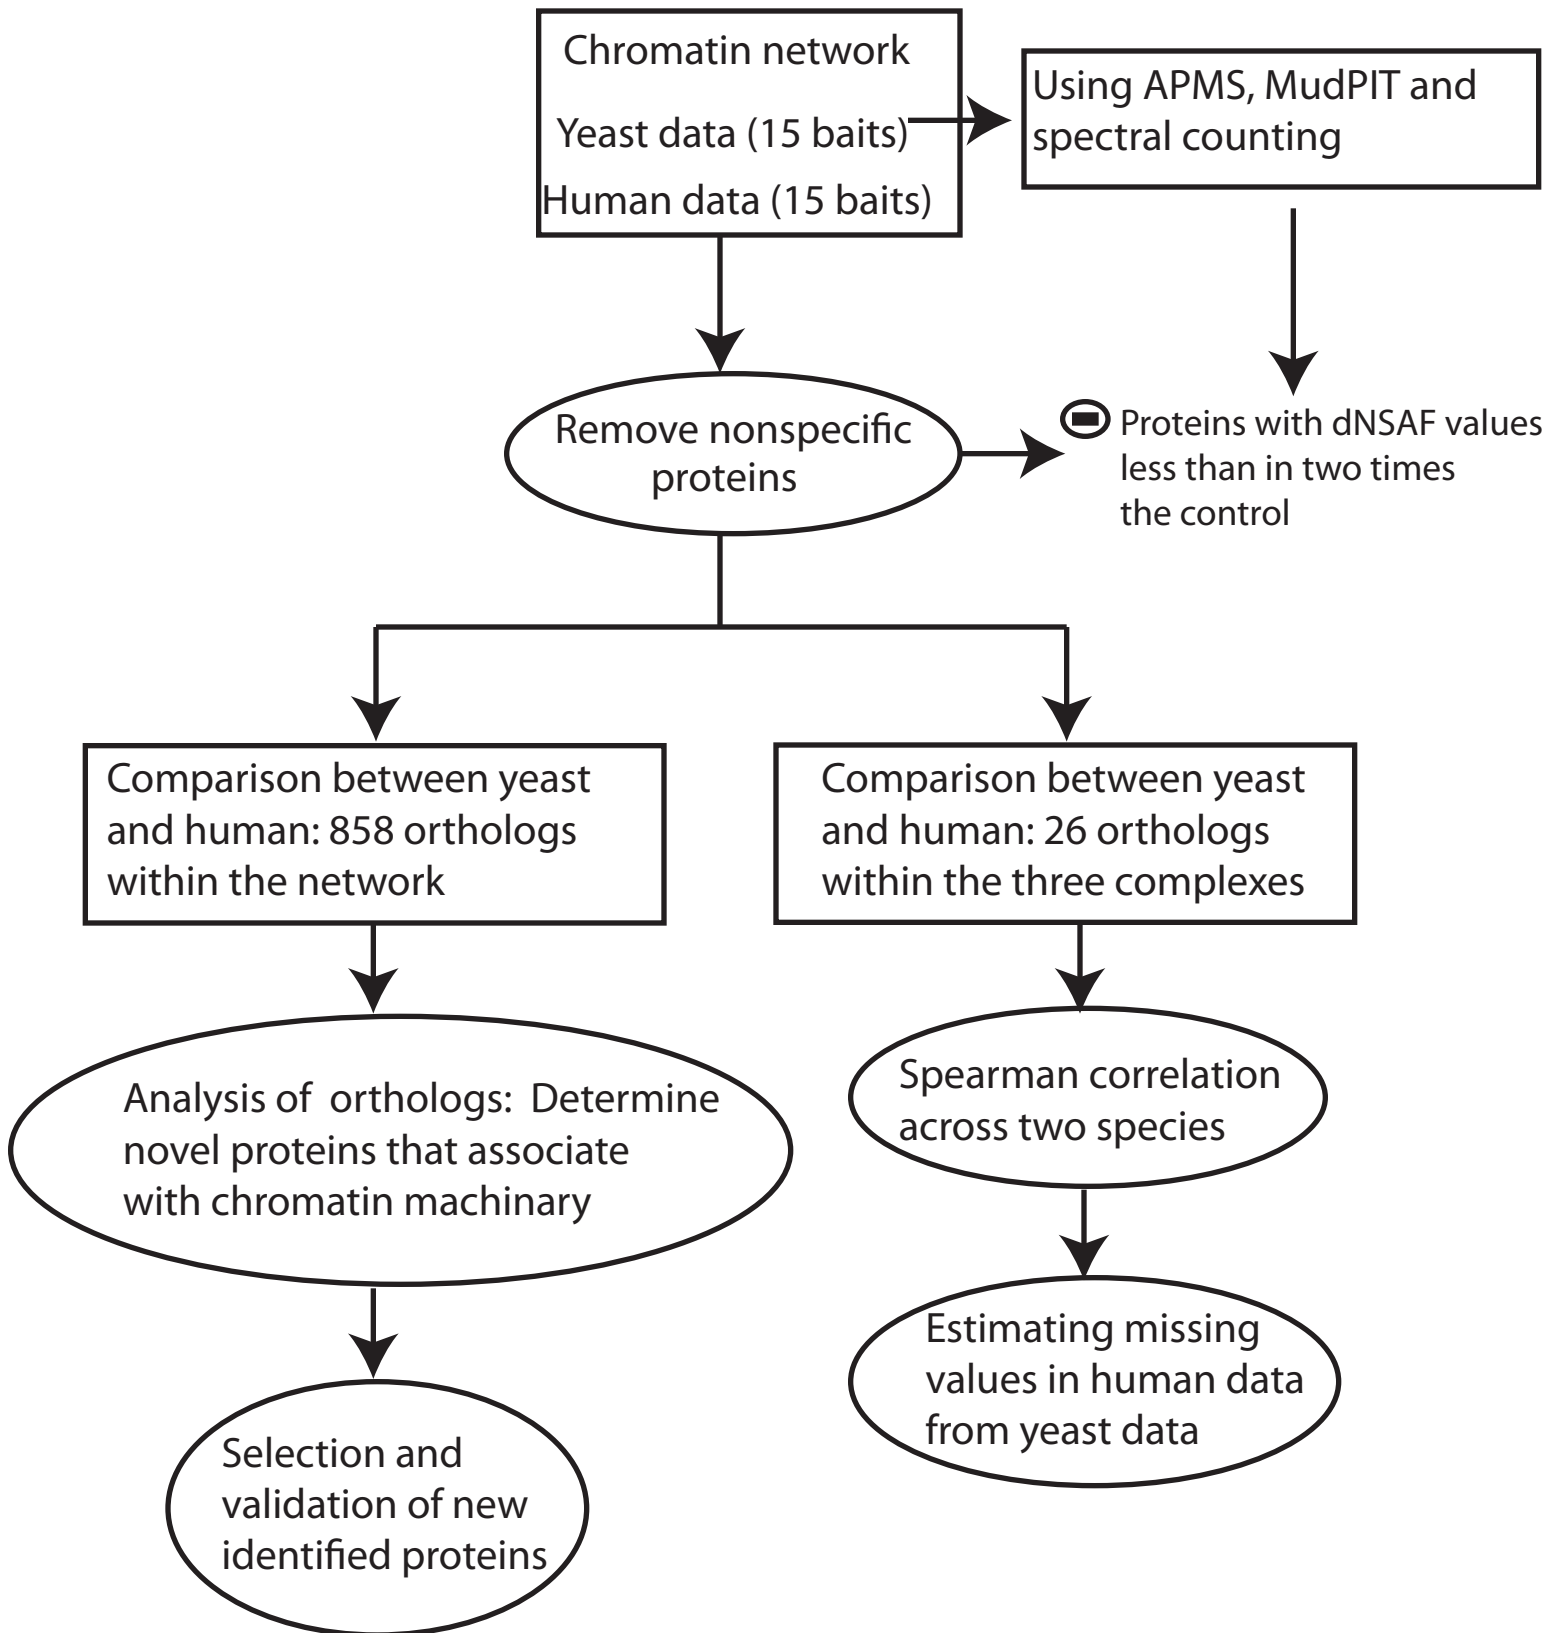 Chromatin network
Yeast data (15 baits)
Human data (15 baits)
Using APMS, MudPIT and
spectral counting
Remove nonspecific
proteins
Proteins with dNSAF values
less than in two times
the control
Comparison between yeast
and human: 858 orthologs
within the network
Comparison between yeast
and human: 26 orthologs
within the three complexes
Analysis of  orthologs:  Determine
novel proteins that associate
with chromatin machinary
Spearman correlation
across two species
Estimating missing
values in human data
from yeast data
Selection and
validation of new
identified proteins